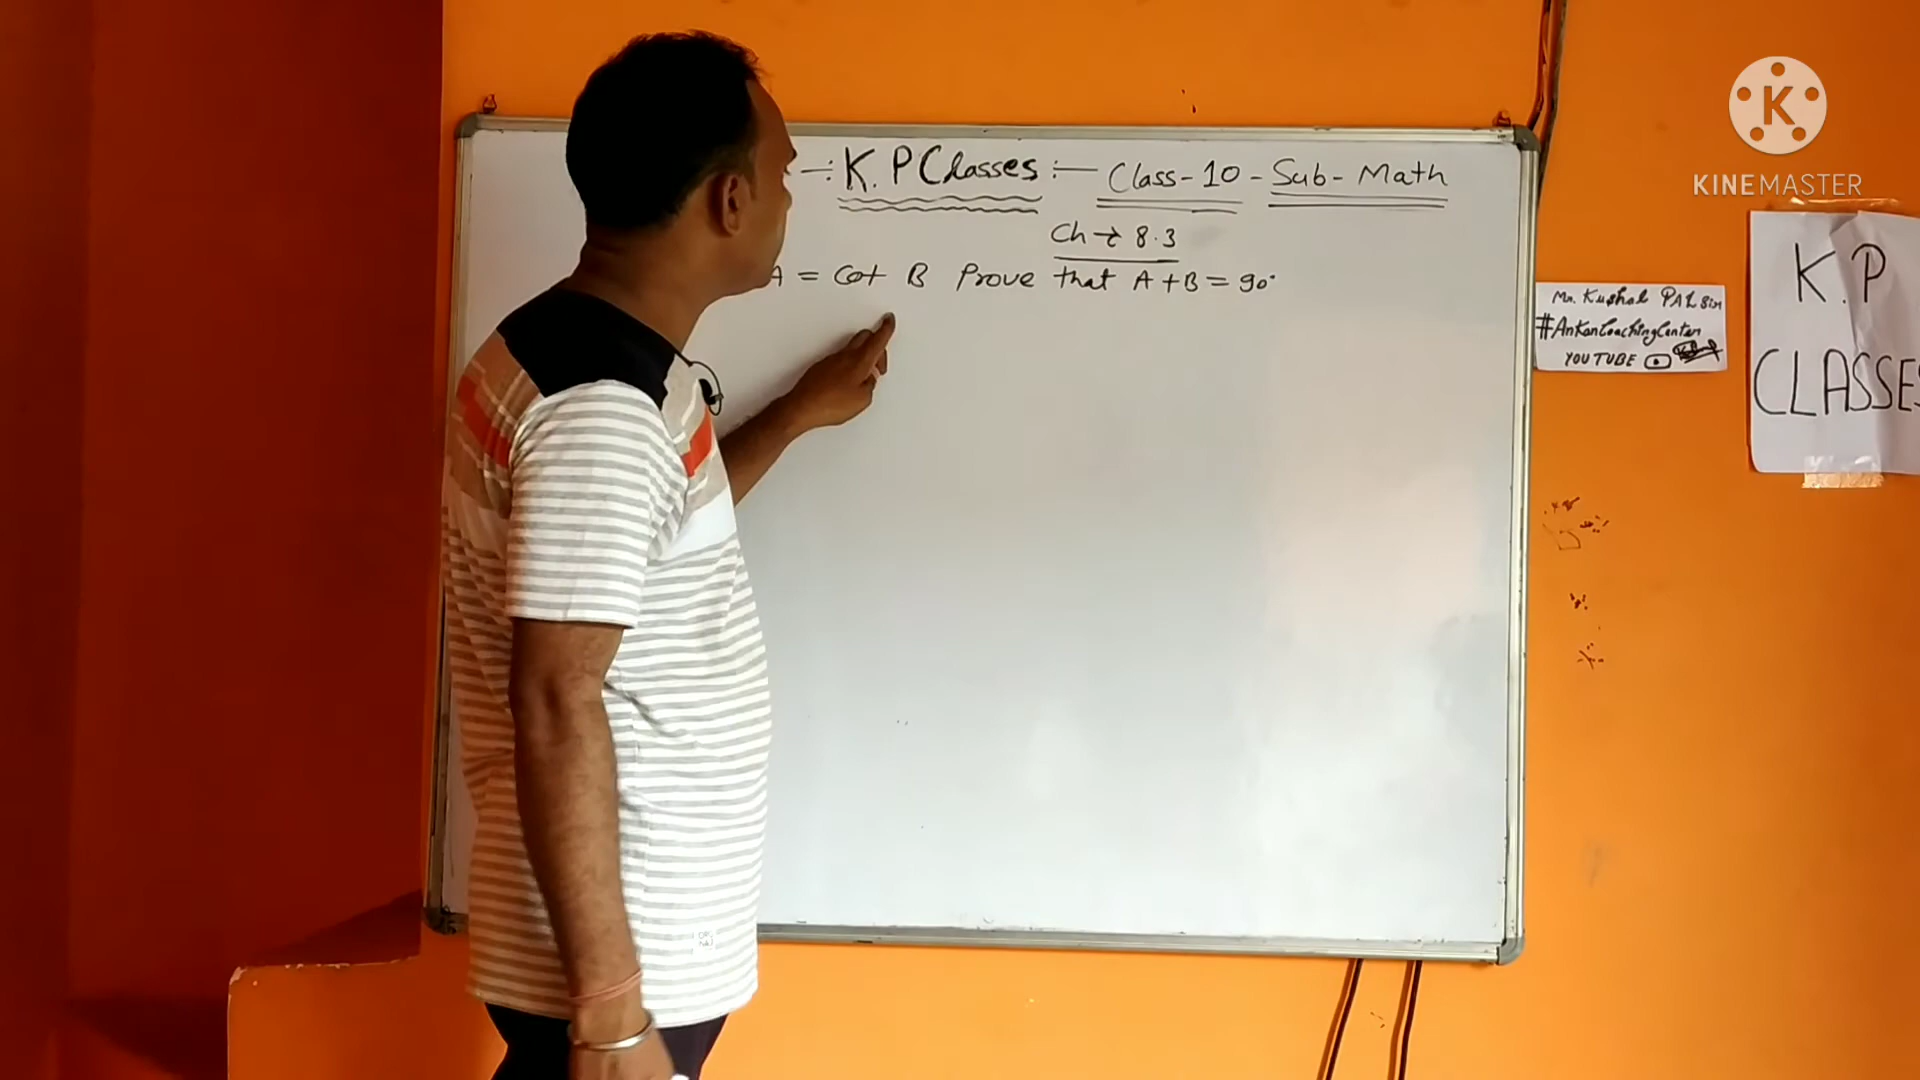 -: K.P Classes :- Class-10 - Sub- Math
Ch → 8.3
A = Cot B Prove that A+B = 90°
Mr. Kushal PAL Sir
#AnkanCoachingCenter
YOUTUBE
K.P
CLASSES
K
KINEMASTER